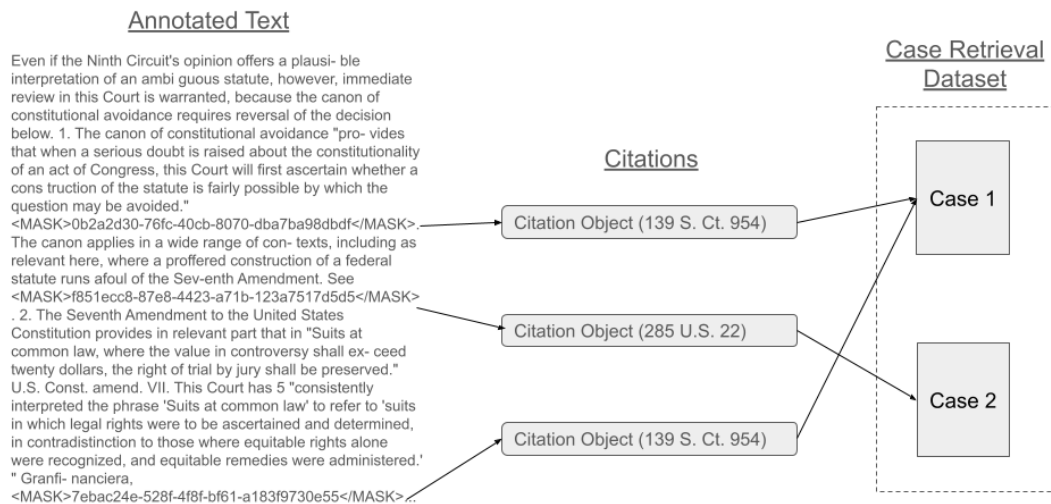 Annotated Text
Even if the Ninth Circuit's opinion offers a plausi- ble
interpretation of an ambi guous statute, however, immediate
review in this Court is warranted, because the canon of
constitutional avoidance requires reversal of the decision
below. 1. The canon of constitutional avoidance "pro- vides
that when a serious doubt is raised about the constitutionality
of an act of Congress, this Court will first ascertain whether a
cons truction of the statute is fairly possible by which the
question may be avoided."
<MASK>0b2a2d30-76fc-40cb-8070-dba7ba98dbdf</MASK>.
The canon applies in a wide range of con- texts, including as
relevant here, where a proffered construction of a federal
statute runs afoul of the Sev-enth Amendment. See
<MASK>f851ecc8-87e8-4423-a71b-123a7517d5d5</MASK>
. 2. The Seventh Amendment to the United States
Constitution provides in relevant part that in "Suits at
common law, where the value in controversy shall ex- ceed
twenty dollars, the right of trial by jury shall be preserved."
U.S. Const. amend. VII. This Court has 5 "consistently
interpreted the phrase 'Suits at common law' to refer to 'suits
in which legal rights were to be ascertained and determined,
in contradistinction to those where equitable rights alone
were recognized, and equitable remedies were administered.'
" Granfi- nanciera,
<MASK>7ebac24e-528f-4f8f-bf61-a183f9730e55</MASK>...
Citations
Citation Object (139 S. Ct. 954)
Citation Object (285 U.S. 22)
Citation Object (139 S. Ct. 954)
Case Retrieval
Dataset
Case 1
Case 2